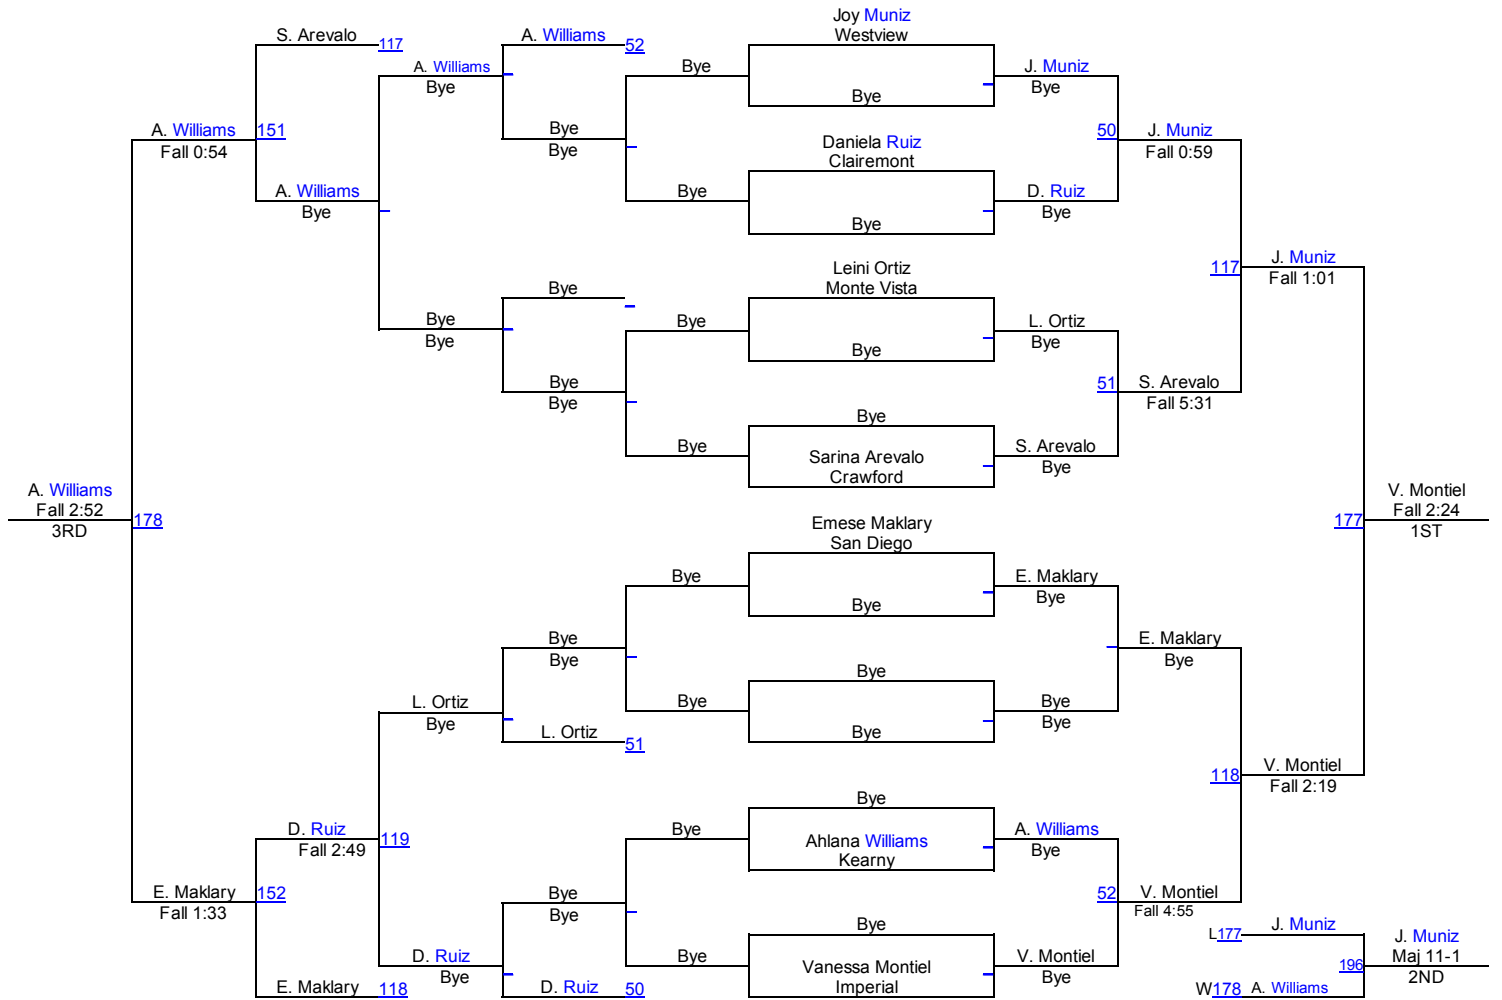 Joy Muniz
S. Arevalo
117
A. Williams
52
Westview
A. Williams
Bye
Bye
J. Muniz
Bye
Bye
A. Williams
151
Fall 0:54
Bye
Bye
Daniela Ruiz
Clairemont
50
J. Muniz
Fall 0:59
A. Williams
Bye
Bye
D. Ruiz
Bye
Bye
Leini Ortiz
Monte Vista
117
J. Muniz
Fall 1:01
Bye
Bye
Bye
Bye
L. Ortiz
Bye
Bye
Bye
Bye
51
S. Arevalo
Fall 5:31
Bye
Bye
Sarina Arevalo
Crawford
S. Arevalo
Bye
A. Williams
Fall 2:52
3RD
178
V. Montiel
Fall 2:24
1ST
177
Emese Maklary
San Diego
Bye
Bye
E. Maklary
Bye
Bye
Bye
E. Maklary
Bye
L. Ortiz
Bye
L. Ortiz
51
Bye
Bye
Bye
Bye
118
V. Montiel
Fall 2:19
Bye
D. Ruiz
Fall 2:49
119
Bye
Ahlana Williams
Kearny
A. Williams
Bye
E. Maklary
Fall 1:33
152
Bye
Bye
52
V. Montiel
Fall 4:55
Bye
L177
J. Muniz
D. Ruiz
Bye
Bye
Vanessa Montiel
Imperial
V. Montiel
Bye
196
J. Muniz
Maj 11-1
2ND
E. Maklary
118
D. Ruiz
50
W178
A. Williams